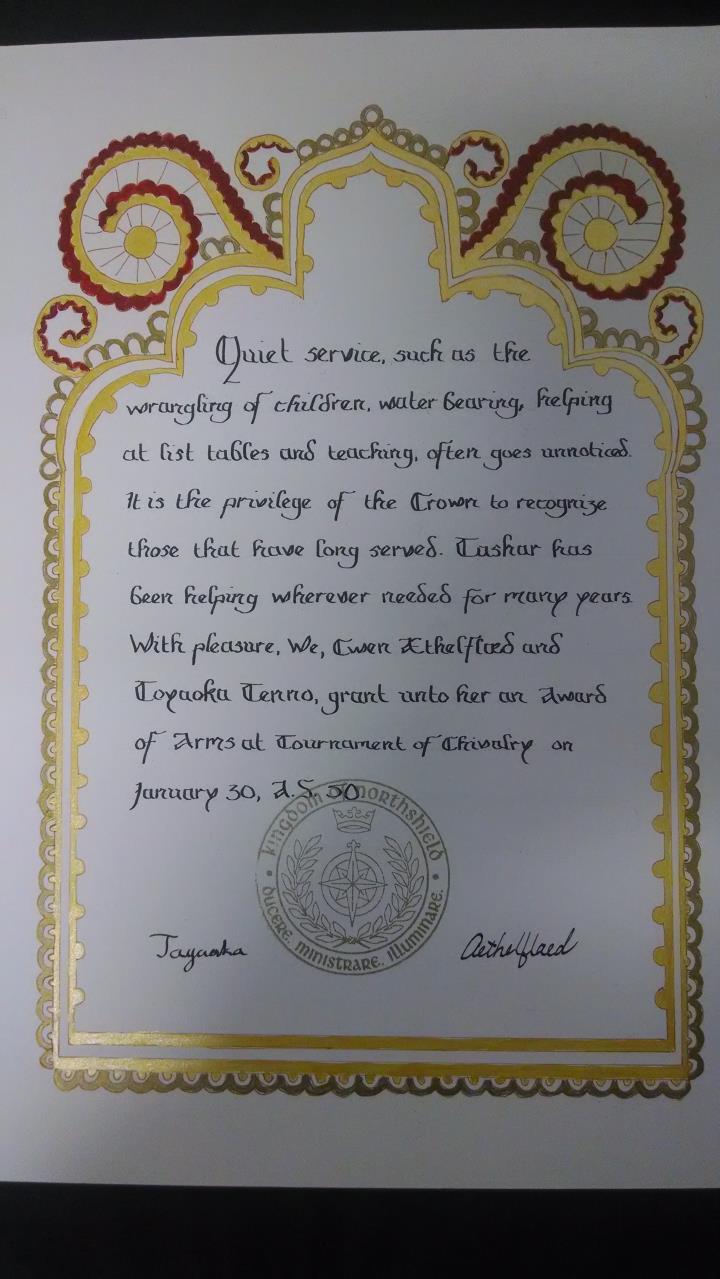 Quiet service, such as the
wrangling of children, water bearing, helping
at list tables and teaching, often goes unnoticed.
It is the privilege of the Crown to recognize
those that have long served. Tushar has
been helping wherever needed for many years.
With pleasure, We, Cwen Æthelflæd and
Toyaoka Tenno, grant unto her an Award
of Arms at Tournament of Chivalry on
January 30, A.S. 50
Kingdom of Northshield
Ducere. Ministrare. Illuminare.
Tayaoka
Aethelflaed